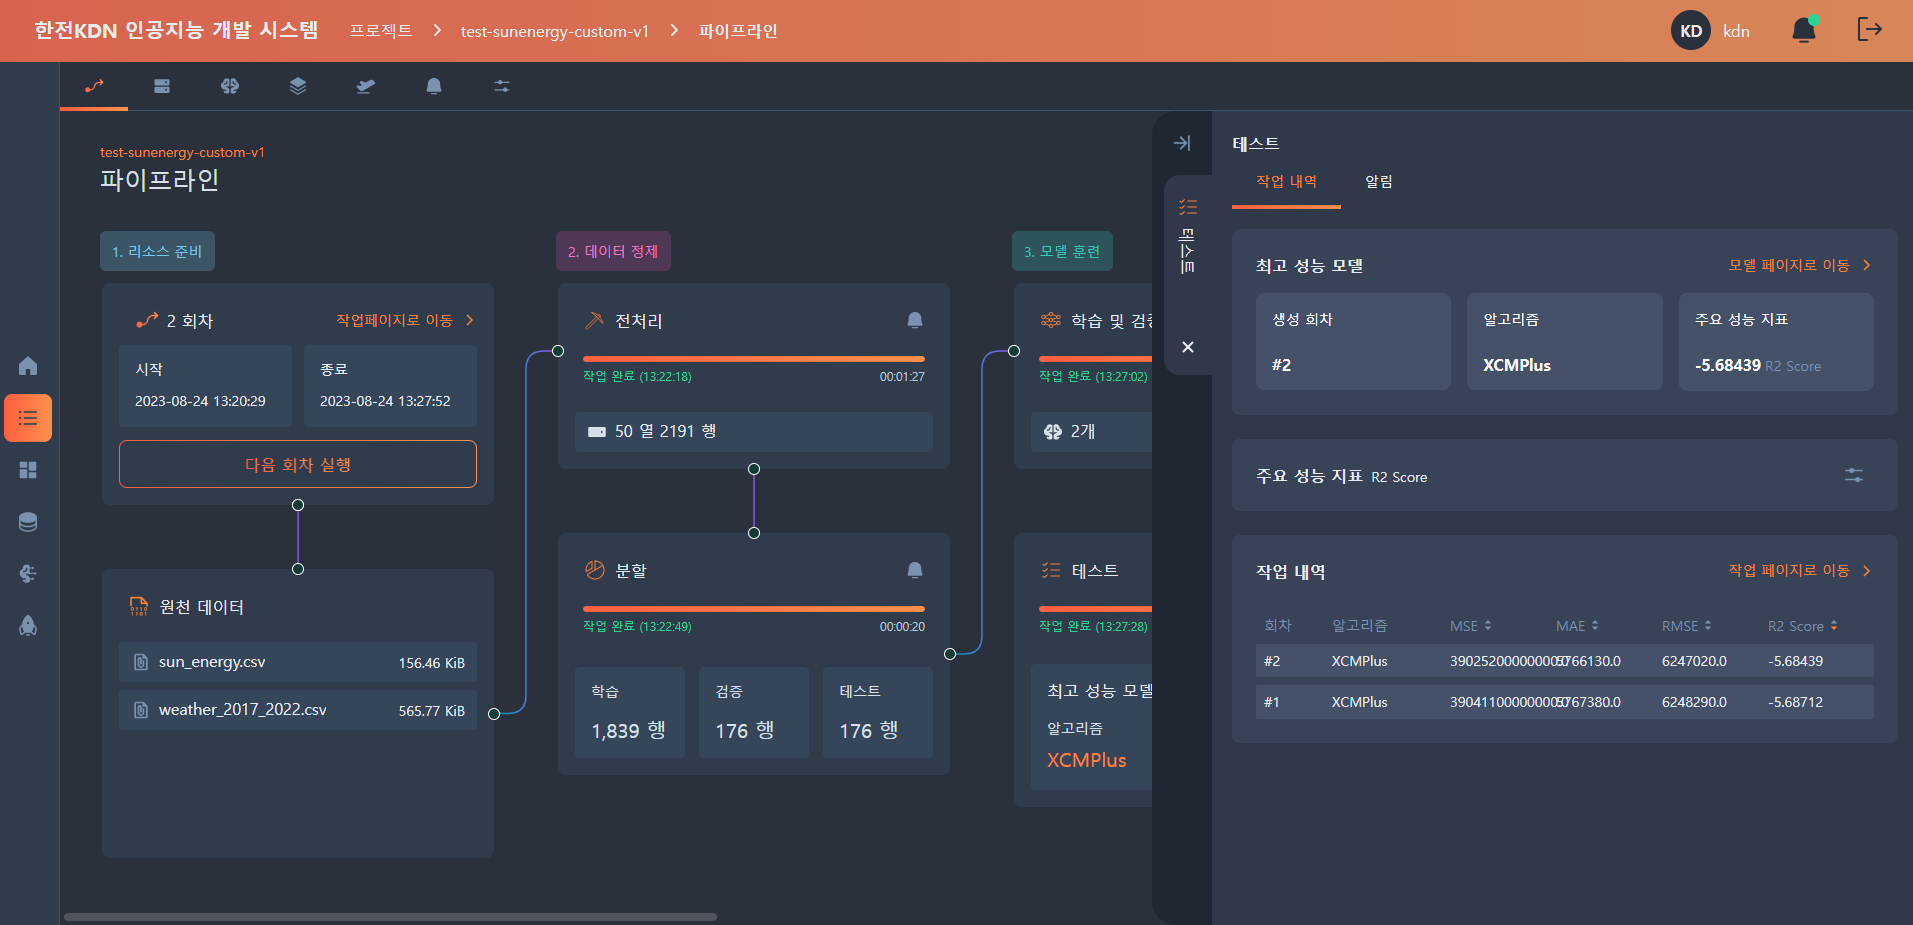 한전KDN 인공지능 개발 시스템
프로젝트
test-sunenergy-custom-v1
파이프라인
KD
kdn
test-sunenergy-custom-v1
파이프라인
1. 리소스 준비
2 회차
작업페이지로 이동
시작
2023-08-24 13:20:29
종료
2023-08-24 13:27:52
다음 회차 실행
원천 데이터
sun_energy.csv
156.46 KiB
weather_2017_2022.csv
565.77 KiB
2. 데이터 정제
전처리
작업 완료 (13:22:18)
00:01:27
50 열 2191 행
분할
작업 완료 (13:22:49)
00:00:20
학습
1,839 행
검증
176 행
테스트
176 행
3. 모델 훈련
학습 및 검증
작업 완료 (13:27:02)
2개
테스트
작업 완료 (13:27:28)
최고 성능 모델
알고리즘
XCMPlus
테스트
테스트
작업 내역
알림
최고 성능 모델
모델 페이지로 이동
생성 회차
#2
알고리즘
XCMPlus
주요 성능 지표
-5.68439 R2 Score
주요 성능 지표 R2 Score
작업 내역
작업 페이지로 이동
회차 알고리즘 MSE MAE RMSE R2 Score
#2 XCMPlus 39025200000000.0 5766130.0 6247020.0 -5.68439
#1 XCMPlus 39041100000000.0 5767380.0 6248290.0 -5.68712